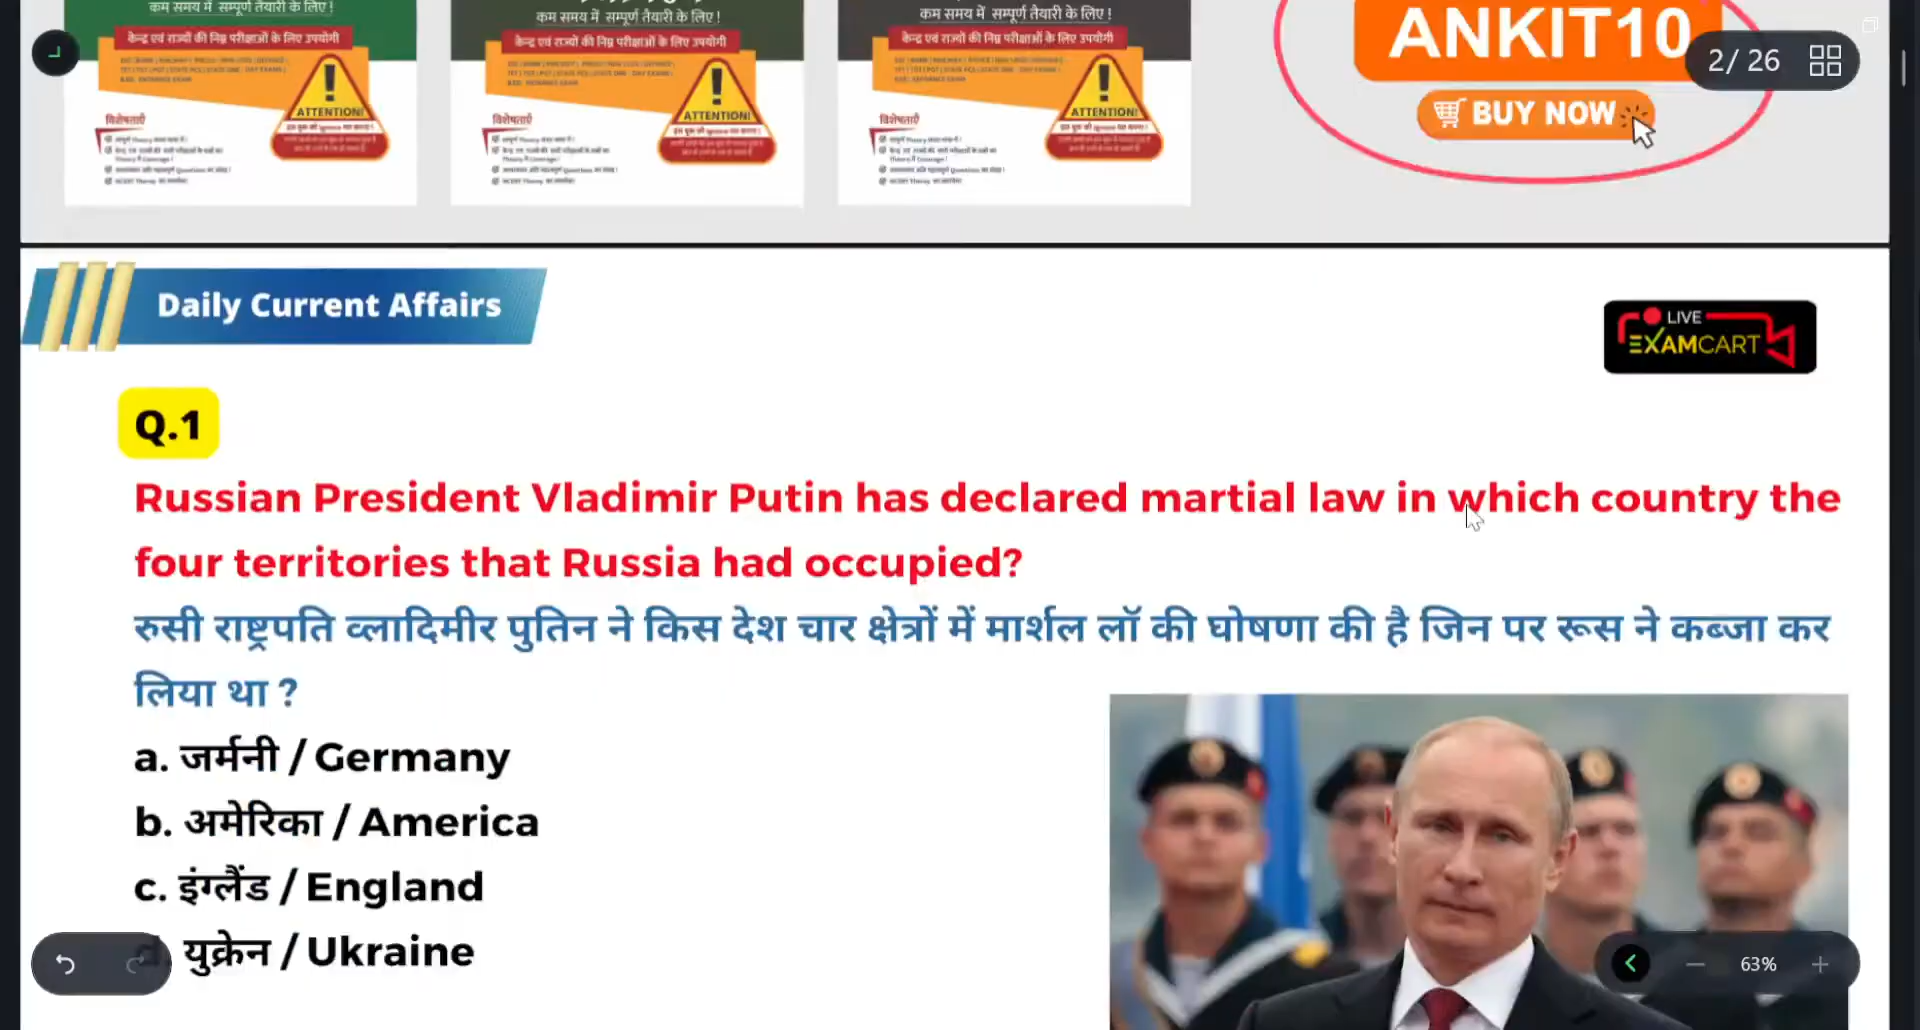 कम समय में सम्पूर्ण तैयारी के लिए !
केन्द्र एवं राज्यों की निम्न परीक्षाओं के लिए उपयोगी
ATTENTION!
विशेषताएँ
कम समय में सम्पूर्ण तैयारी के लिए !
केन्द्र एवं राज्यों की निम्न परीक्षाओं के लिए उपयोगी
ATTENTION!
विशेषताएँ
कम समय में सम्पूर्ण तैयारी के लिए !
केन्द्र एवं राज्यों की निम्न परीक्षाओं के लिए उपयोगी
ATTENTION!
विशेषताएँ
ANKIT10
BUY NOW
2/ 26
Daily Current Affairs
LIVE
EXAMCART
Q.1
Russian President Vladimir Putin has declared martial law in which country the
four territories that Russia had occupied?
रुसी राष्ट्रपति व्लादिमीर पुतिन ने किस देश चार क्षेत्रों में मार्शल लॉ की घोषणा की है जिन पर रूस ने कब्जा कर
लिया था ?
a. जर्मनी / Germany
b. अमेरिका / America
c. इंग्लैंड / England
d. युक्रेन / Ukraine
63%